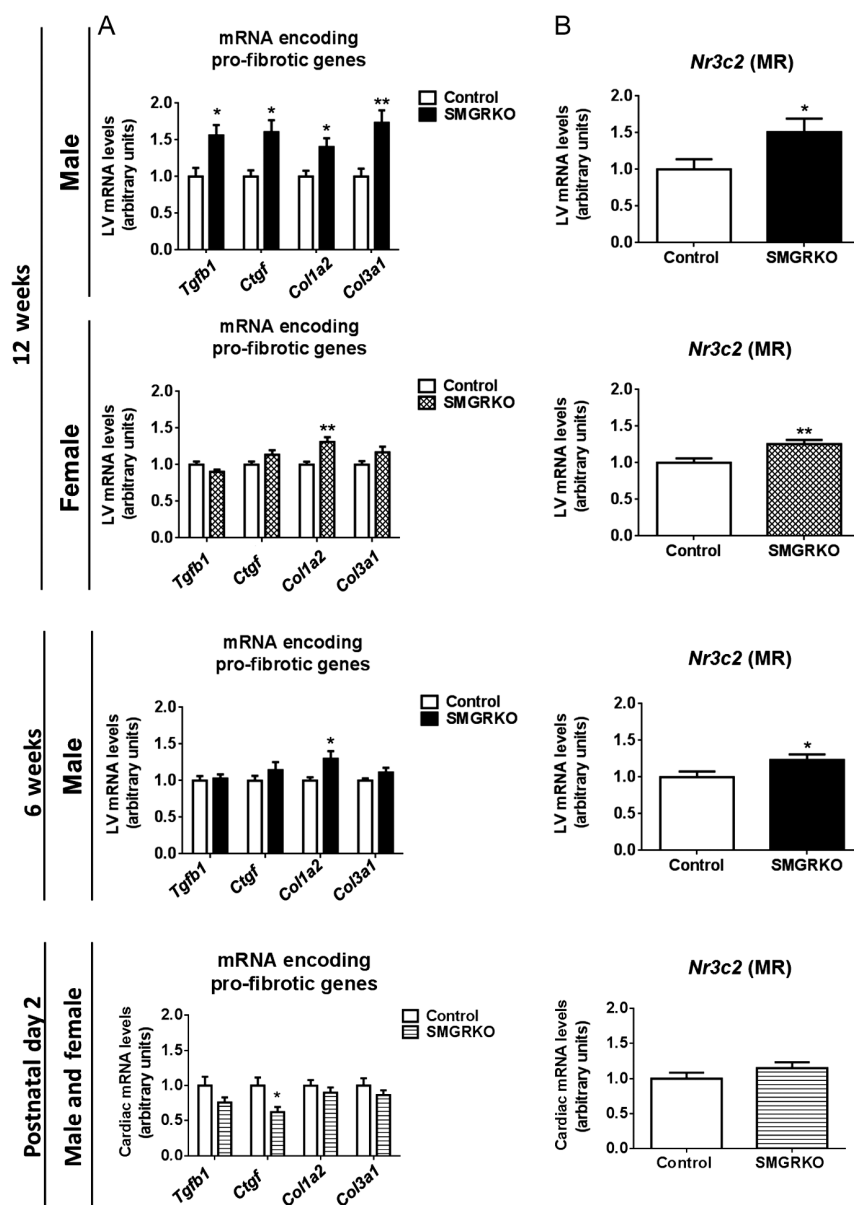 A
B
12 weeks
Male
mRNA encoding
pro-fibrotic genes
Control
SMGRKO
LV mRNA levels
(arbitrary units)
2.0
1.5
1.0
0.5
0.0
*
*
*
**
Tgfb1
Ctgf
Col1a2
Col3a1
Nr3c2 (MR)
LV mRNA levels
(arbitrary units)
2.0
1.5
1.0
0.5
0.0
*
Control
SMGRKO
Female
mRNA encoding
pro-fibrotic genes
Control
SMGRKO
LV mRNA levels
(arbitrary units)
2.0
1.5
1.0
0.5
0.0
**
Tgfb1
Ctgf
Col1a2
Col3a1
Nr3c2 (MR)
LV mRNA levels
(arbitrary units)
2.0
1.5
1.0
0.5
0.0
**
Control
SMGRKO
6 weeks
Male
mRNA encoding
pro-fibrotic genes
Control
SMGRKO
LV mRNA levels
(arbitrary units)
2.0
1.5
1.0
0.5
0.0
*
Tgfb1
Ctgf
Col1a2
Col3a1
Nr3c2 (MR)
LV mRNA levels
(arbitrary units)
2.0
1.5
1.0
0.5
0.0
*
Control
SMGRKO
Postnatal day 2
Male and female
mRNA encoding
pro-fibrotic genes
Control
SMGRKO
Cardiac mRNA levels
(arbitrary units)
2.0
1.5
1.0
0.5
0.0
*
Tgfb1
Ctgf
Col1a2
Col3a1
Nr3c2 (MR)
Cardiac mRNA levels
(arbitrary units)
2.0
1.5
1.0
0.5
0.0
Control
SMGRKO